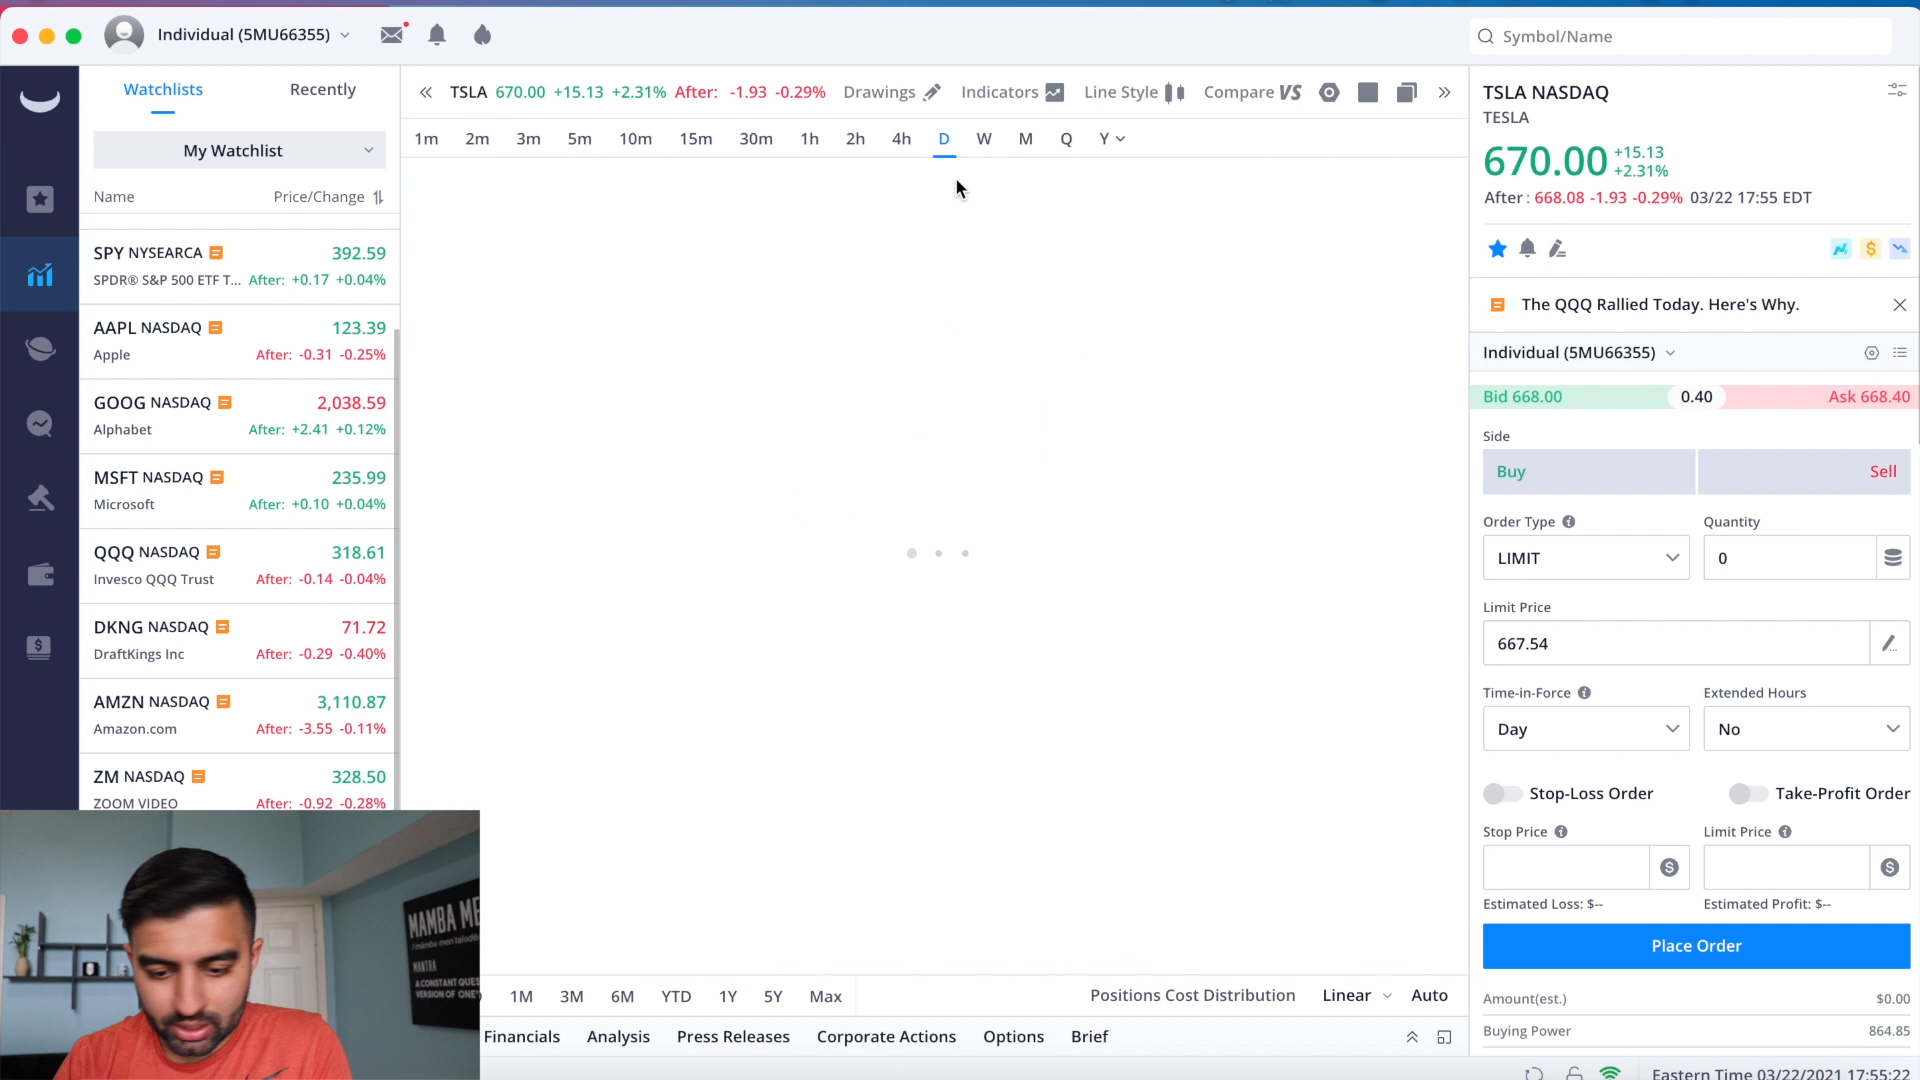 Individual (5MU66355)
Symbol/Name
Watchlists
Recently
My Watchlist
Name
Price/Change
SPY NYSEARCA
392.59
SPDR® S&P 500 ETF T...
After: +0.17 +0.04%
AAPL NASDAQ
123.39
Apple
After: -0.31 -0.25%
GOOG NASDAQ
2,038.59
Alphabet
After: +2.41 +0.12%
MSFT NASDAQ
235.99
Microsoft
After: +0.10 +0.04%
QQQ NASDAQ
318.61
Invesco QQQ Trust
After: -0.14 -0.04%
DKNG NASDAQ
71.72
DraftKings Inc
After: -0.29 -0.40%
AMZN NASDAQ
3,110.87
Amazon.com
After: -3.55 -0.11%
ZM NASDAQ
328.50
ZOOM VIDEO
After: -0.92 -0.28%
TSLA 670.00 +15.13 +2.31% After: -1.93 -0.29%
Drawings
Indicators
Line Style
Compare VS
1m 2m 3m 5m 10m 15m 30m 1h 2h 4h D W M Q Y
1M 3M 6M YTD 1Y 5Y Max
Positions Cost Distribution
Linear
Auto
Financials
Analysis
Press Releases
Corporate Actions
Options
Brief
TSLA NASDAQ
TESLA
670.00
+15.13
+2.31%
After : 668.08 -1.93 -0.29% 03/22 17:55 EDT
The QQQ Rallied Today. Here's Why.
Individual (5MU66355)
Bid 668.00
0.40
Ask 668.40
Side
Buy
Sell
Order Type
Quantity
LIMIT
0
Limit Price
667.54
Time-in-Force
Extended Hours
Day
No
Stop-Loss Order
Take-Profit Order
Stop Price
Limit Price
Estimated Loss: $--
Estimated Profit: $--
Place Order
Amount(est.)
$0.00
Buying Power
864.85
Eastern Time 03/22/2021 17:55:22
MAMBA ME
MANTRA
A CONSTANT QUES
VERSION OF ONE